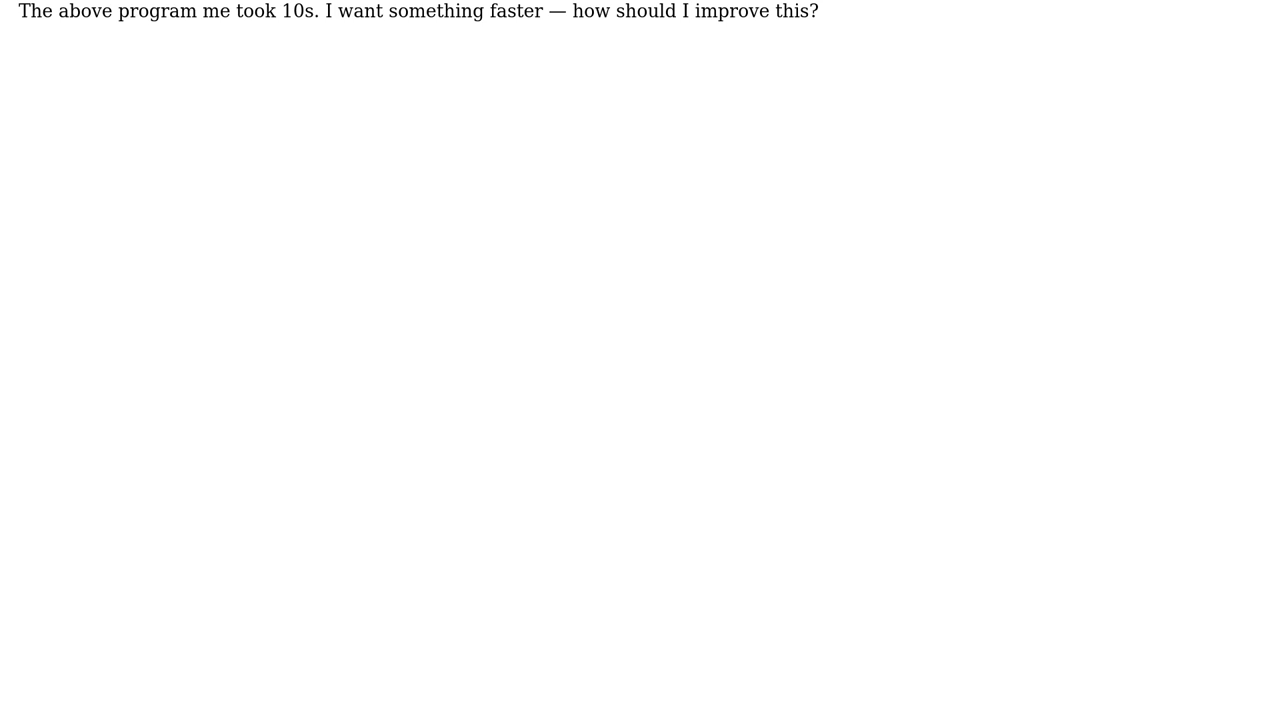 The above program me took 10s. I want something faster — how should I improve this?